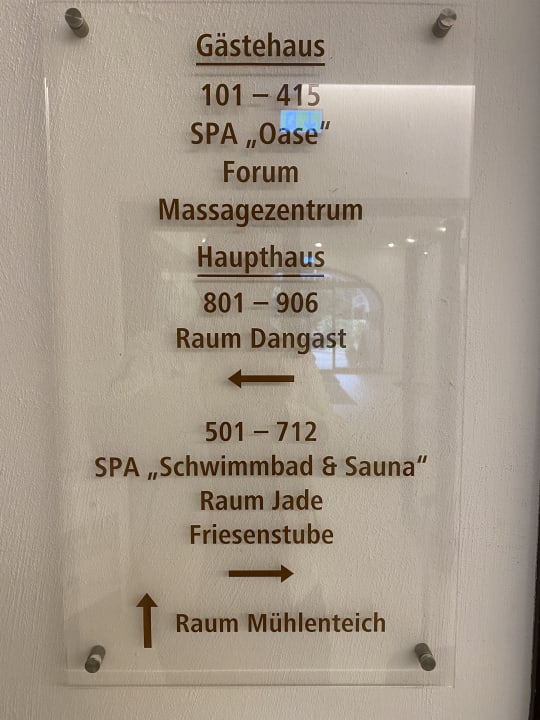 Gästehaus
101 – 415
SPA „Oase“
Forum
Massagezentrum
Haupthaus
801 – 906
Raum Dangast
←
501 – 712
SPA „Schwimmbad & Sauna“
Raum Jade
Friesenstube
→
↑ Raum Mühlenteich